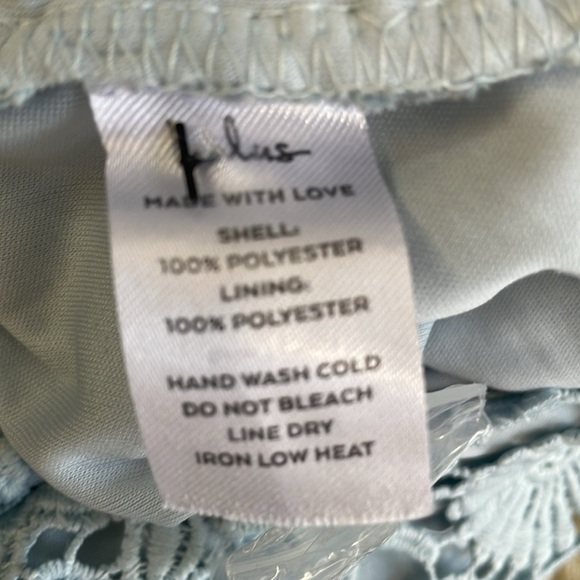 MADE WITH LOVE
SHELL:
100% POLYESTER
LINING:
100% POLYESTER
HAND WASH COLD
DO NOT BLEACH
LINE DRY
IRON LOW HEAT